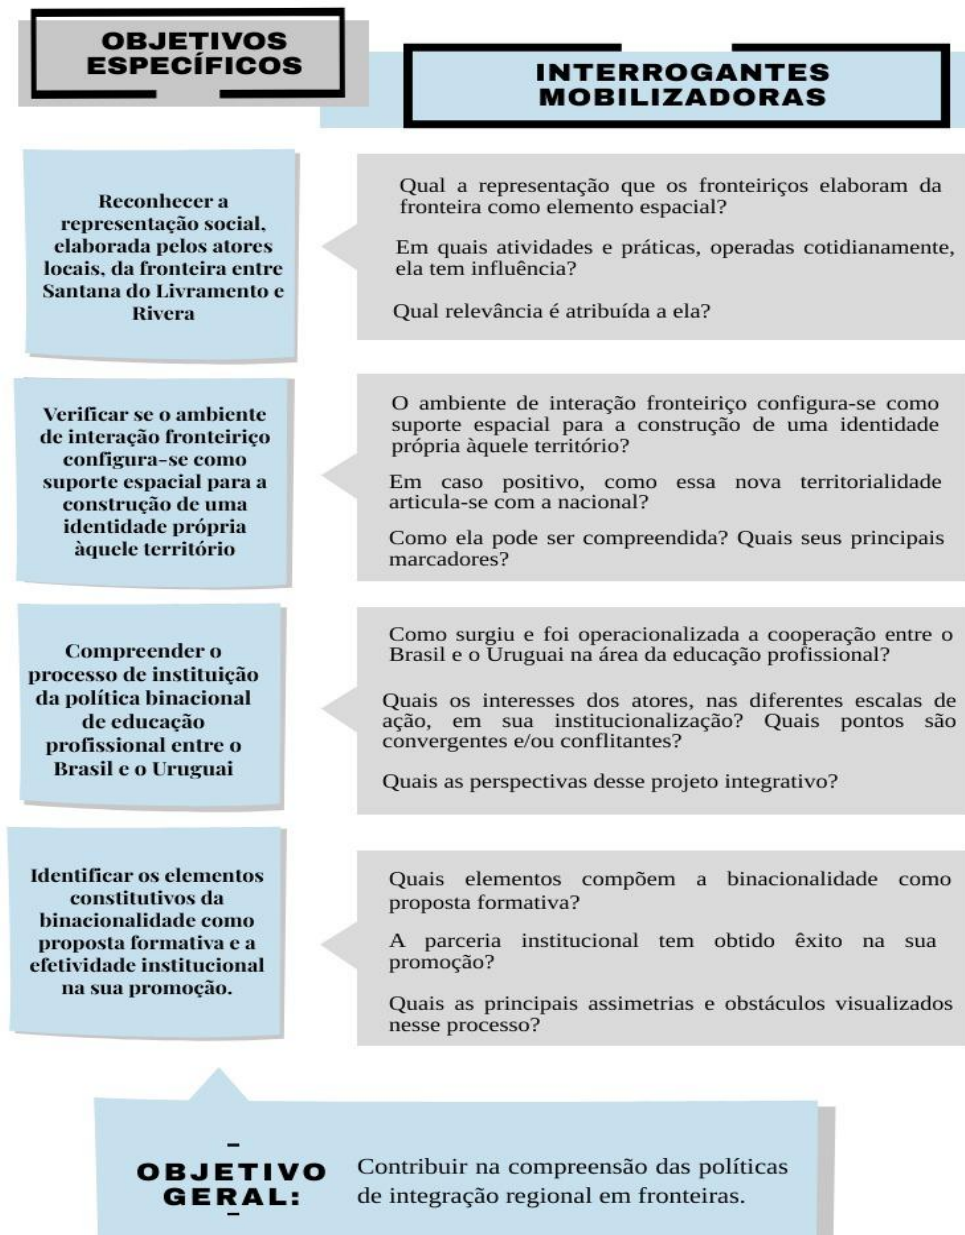 OBJETIVOS
ESPECÍFICOS
INTERROGANTES
MOBILIZADORAS
Reconhecer a
representação social,
elaborada pelos atores
locais, da fronteira entre
Santana do Livramento e
Rivera
Qual a representação que os fronteiriços elaboram da
fronteira como elemento espacial?
Em quais atividades e práticas, operadas cotidianamente,
ela tem influência?
Qual relevância é atribuída a ela?
Verificar se o ambiente
de interação fronteiriço
configura-se como
suporte espacial para a
construção de uma
identidade própria
àquele território
O ambiente de interação fronteiriço configura-se como
suporte espacial para a construção de uma identidade
própria àquele território?
Em caso positivo, como essa nova territorialidade
articula-se com a nacional?
Como ela pode ser compreendida? Quais seus principais
marcadores?
Compreender o
processo de instituição
da política binacional
de educação
profissional entre o
Brasil e o Uruguai
Como surgiu e foi operacionalizada a cooperação entre o
Brasil e o Uruguai na área da educação profissional?
Quais os interesses dos atores, nas diferentes escalas de
ação, em sua institucionalização? Quais pontos são
convergentes e/ou conflitantes?
Quais as perspectivas desse projeto integrativo?
Identificar os elementos
constitutivos da
binacionalidade como
proposta formativa e a
efetividade institucional
na sua promoção.
Quais elementos compõem a binacionalidade como
proposta formativa?
A parceria institucional tem obtido êxito na sua
promoção?
Quais as principais assimetrias e obstáculos visualizados
nesse processo?
OBJETIVO
GERAL:
Contribuir na compreensão das políticas
de integração regional em fronteiras.